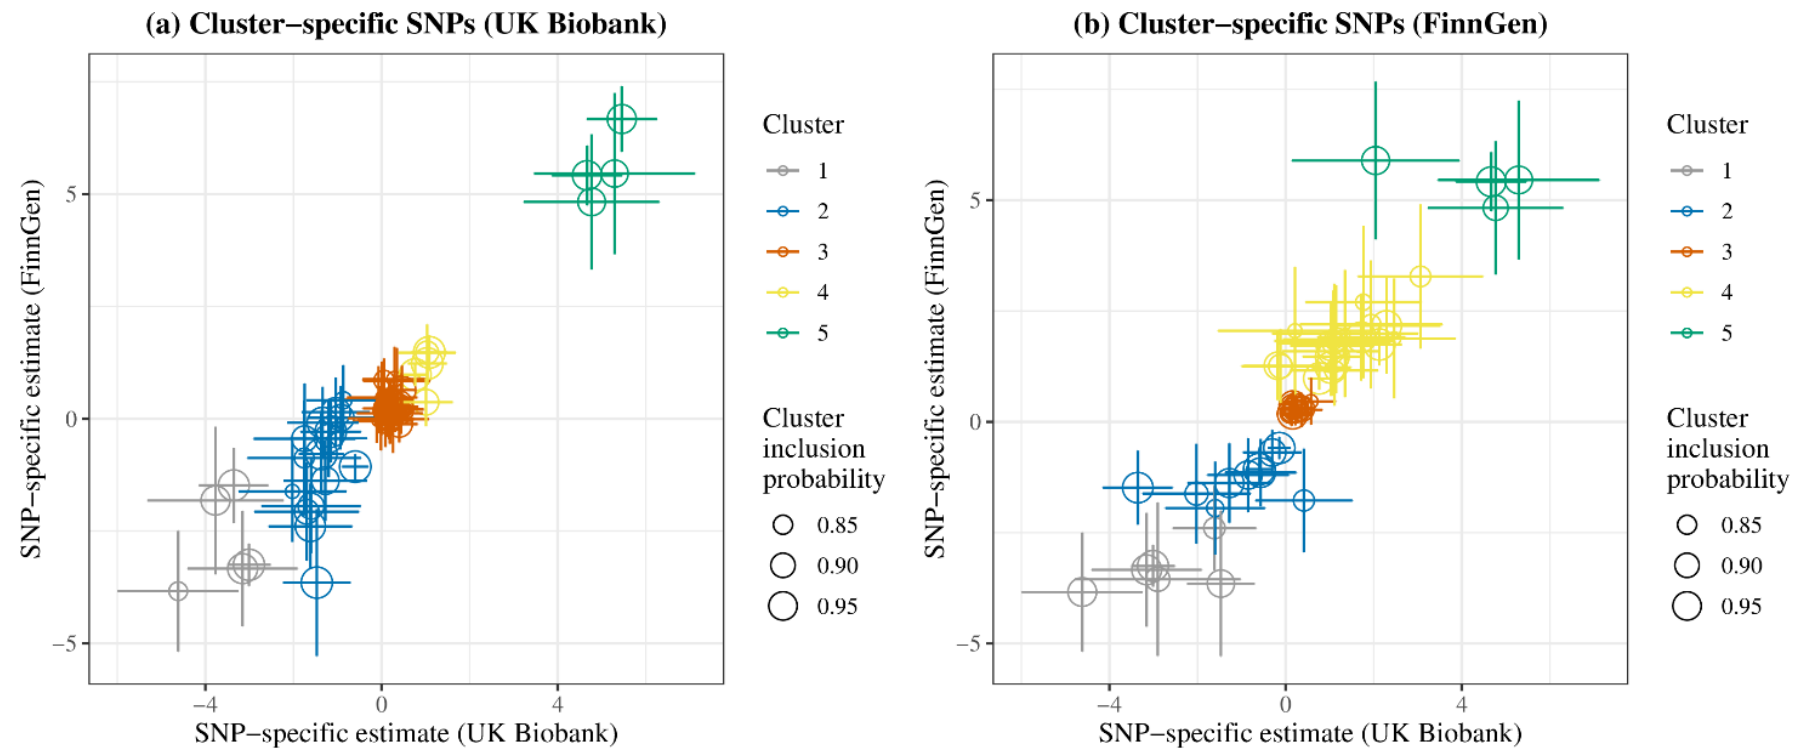 (a) Cluster−specific SNPs (UK Biobank)
SNP−specific estimate (FinnGen)
5
0
−5
−4
0
4
SNP−specific estimate (UK Biobank)
Cluster
1
2
3
4
5
Cluster
inclusion
probability
0.85
0.90
0.95
(b) Cluster−specific SNPs (FinnGen)
SNP−specific estimate (FinnGen)
5
0
−5
−4
0
4
SNP−specific estimate (UK Biobank)
Cluster
1
2
3
4
5
Cluster
inclusion
probability
0.85
0.90
0.95